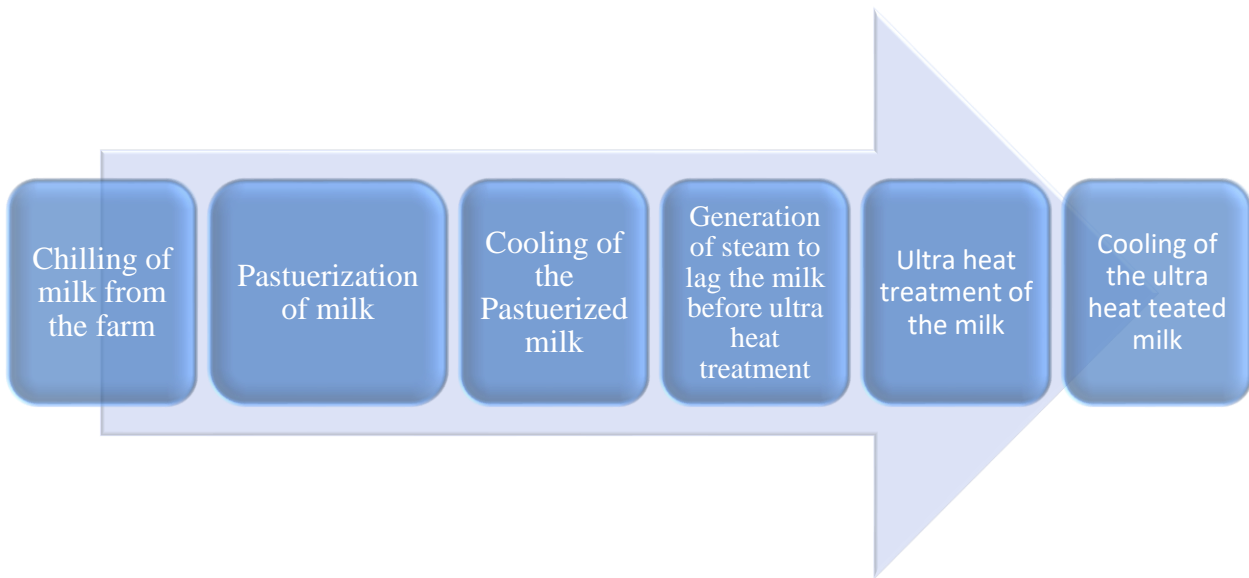 Chilling of
milk from
the farm
Pastuerization
of milk
Cooling of
the
Pastuerized
milk
Generation
of steam to
lag the milk
before ultra
heat
treatment
Ultra heat
treatment of
the milk
Cooling of
the ultra
heat teated
milk